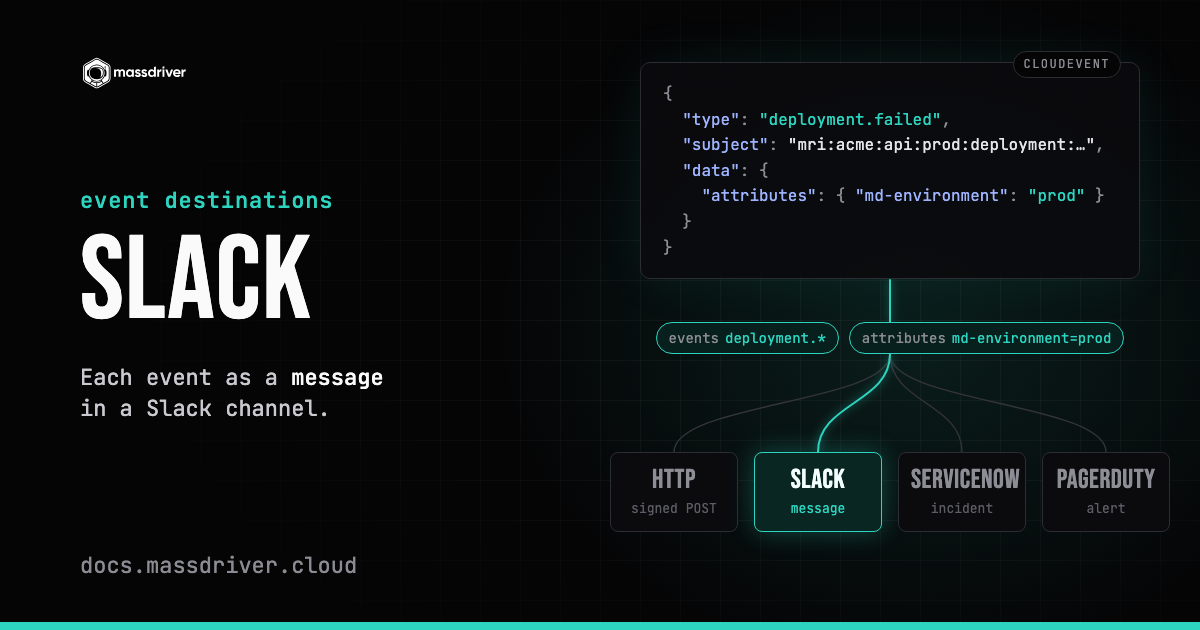 massdriver
event destinations
SLACK
Each event as a message
in a Slack channel.
docs.massdriver.cloud
CLOUDEVENT
{
"type": "deployment.failed",
"subject": "mri:acme:api:prod:deployment:…",
"data": {
"attributes": { "md-environment": "prod" }
}
}
events deployment.*
attributes md-environment=prod
HTTP
signed POST
SLACK
message
SERVICENOW
incident
PAGERDUTY
alert